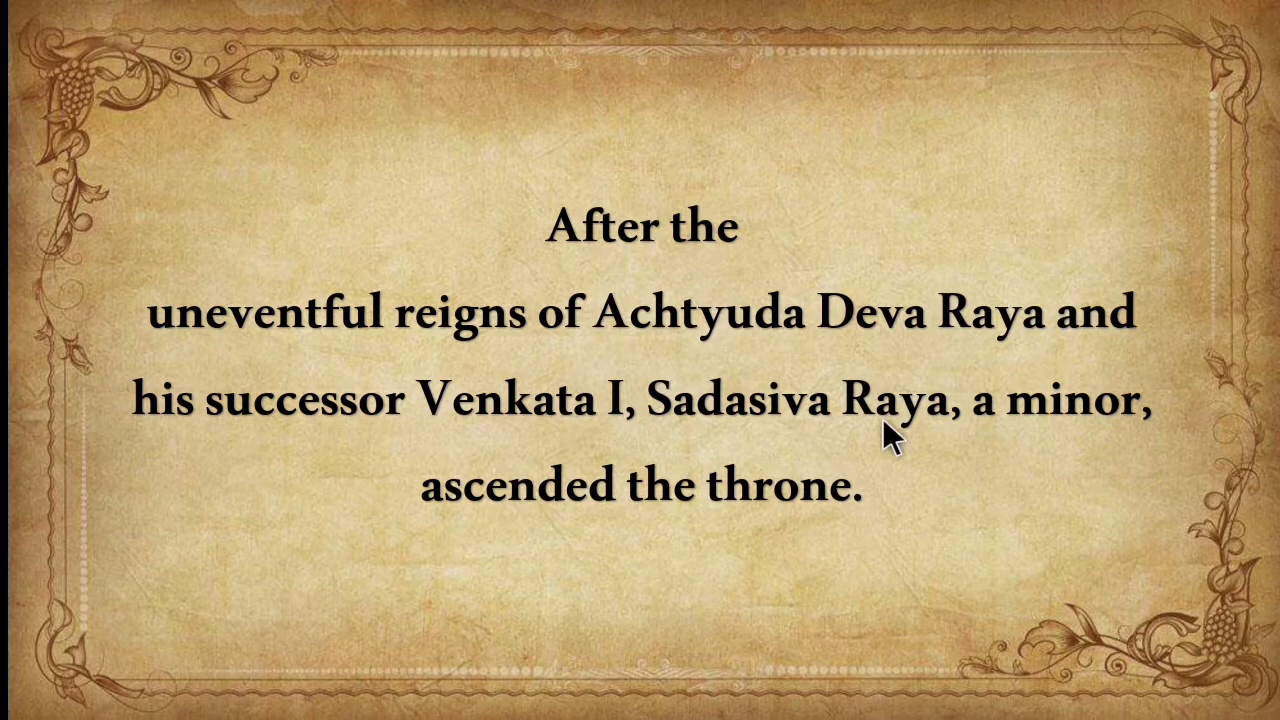 After the
uneventful reigns of Achtyuda Deva Raya and
his successor Venkata I, Sadasiva Raya, a minor,
ascended the throne.